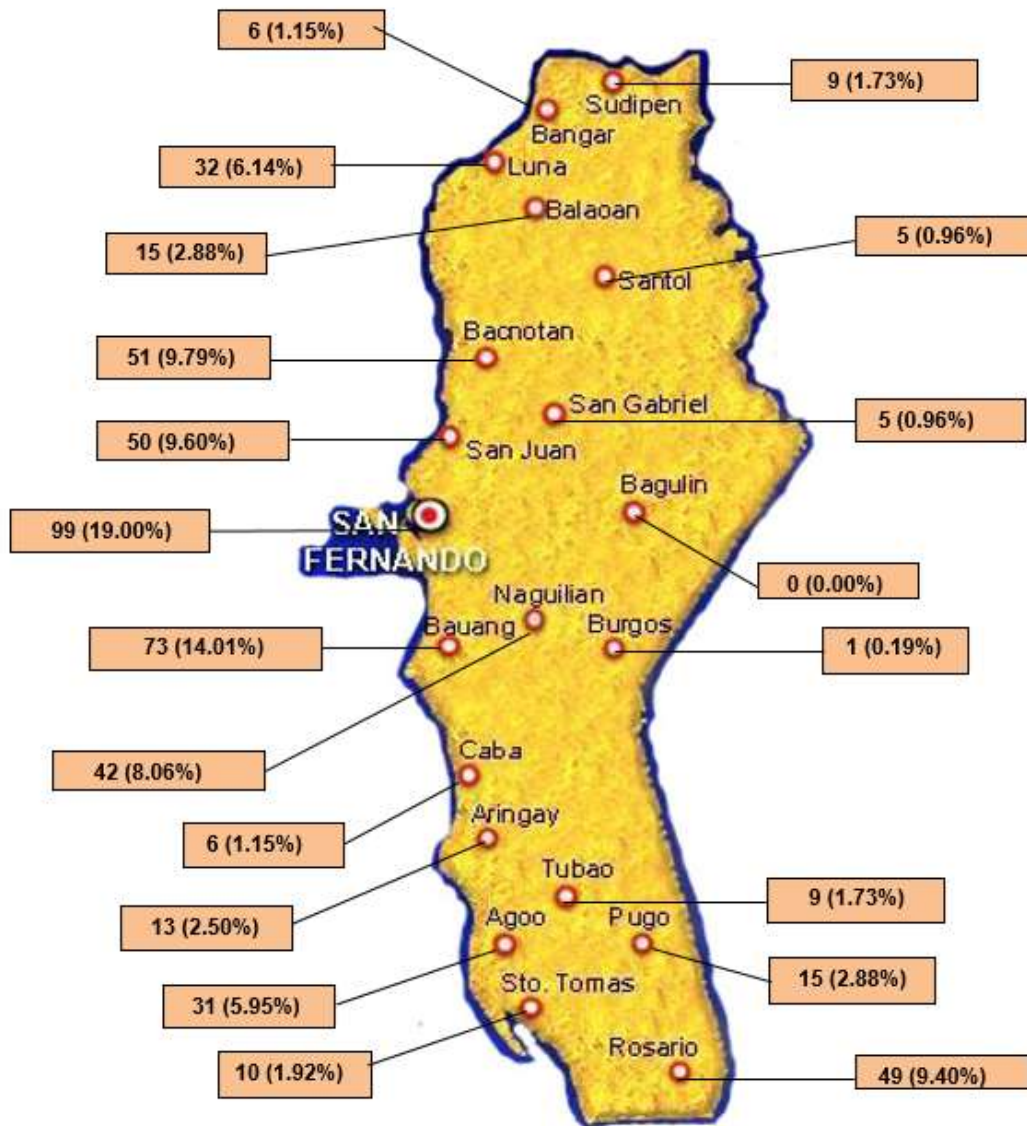 6 (1.15%)
9 (1.73%)
Sudipen
Bangar
32 (6.14%)
Luna
15 (2.88%)
Balaoan
5 (0.96%)
Santol
Bacnotan
51 (9.79%)
San Gabriel
5 (0.96%)
50 (9.60%)
San Juan
Bagulin
99 (19.00%)
SAN
FERNANDO
0 (0.00%)
Naguilian
73 (14.01%)
Bauang
Burgos
1 (0.19%)
42 (8.06%)
Caba
6 (1.15%)
Aringay
Tubao
9 (1.73%)
13 (2.50%)
Agoo
Pugo
15 (2.88%)
31 (5.95%)
Sto. Tomas
10 (1.92%)
Rosario
49 (9.40%)